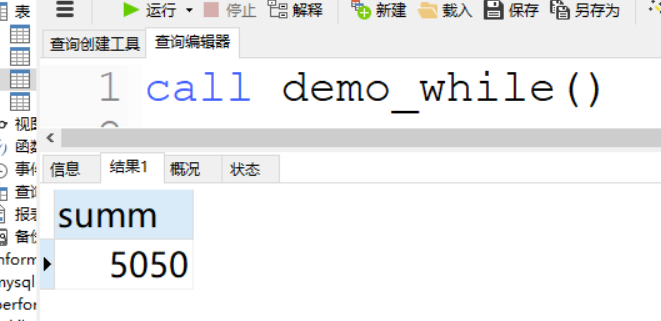 表
运行 停止 解释 新建 载入 保存 另存为
查询创建工具 查询编辑器
1 call demo_while()
信息 结果1 概况 状态
summ
5050
视图
函数
事件
查询
报表
备份
nform
mysql
perfor